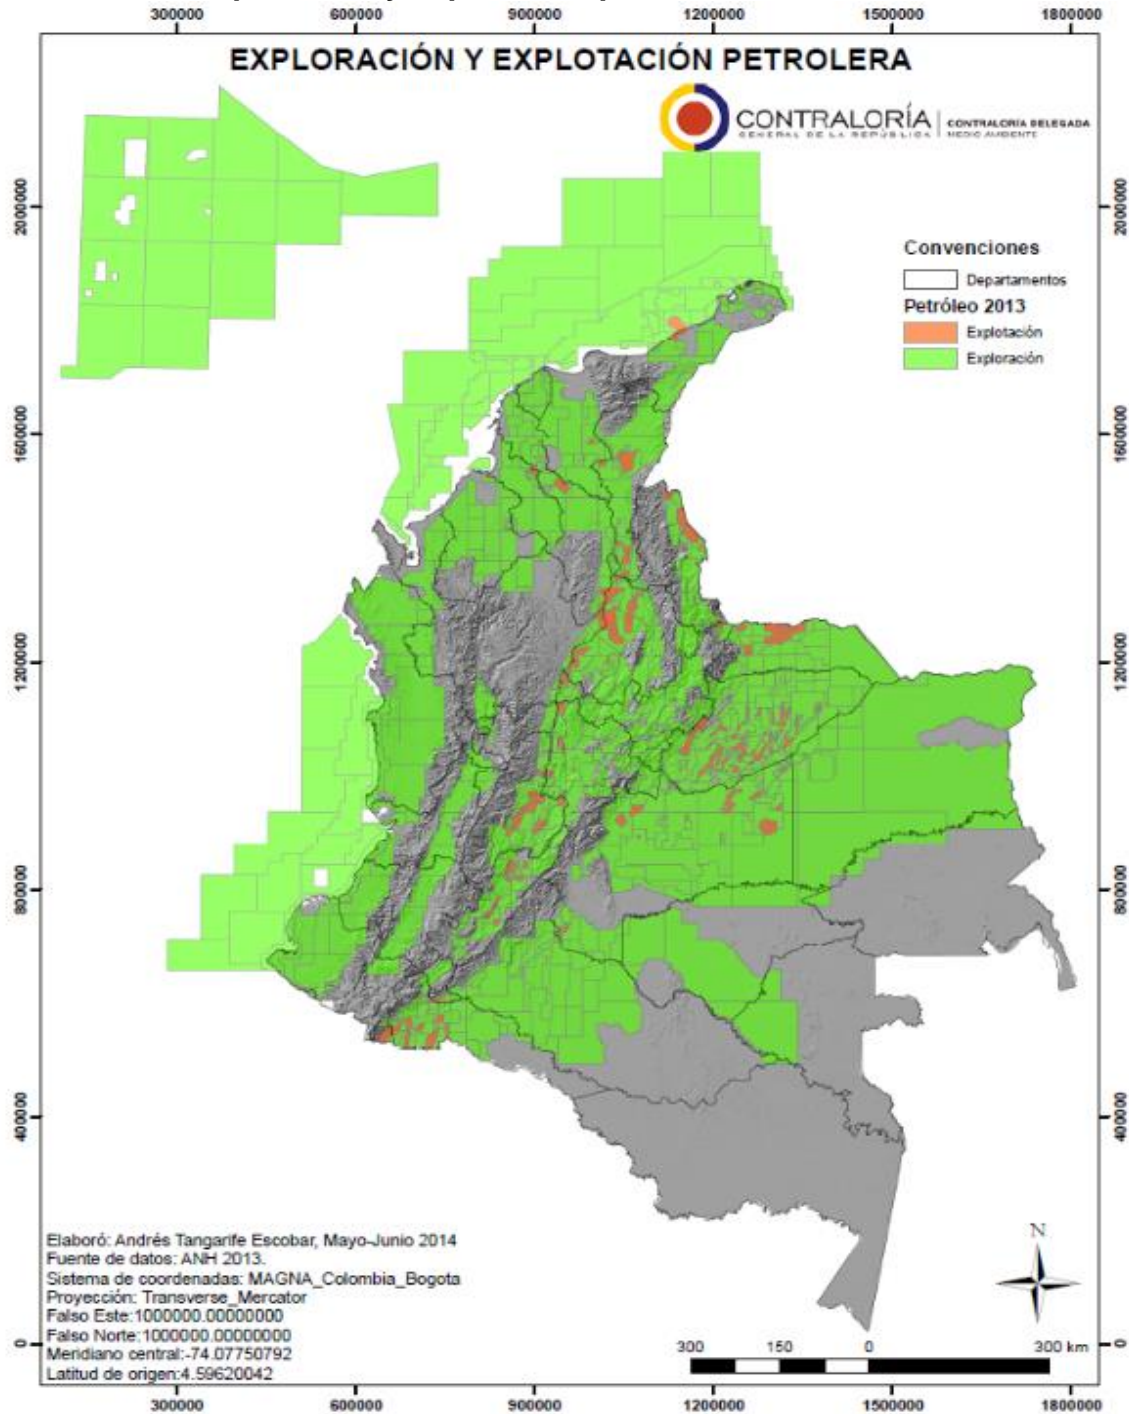 300000 600000 900000 1200000 1500000 1800000
EXPLORACIÓN Y EXPLOTACIÓN PETROLERA
CONTRALORÍA
GENERAL DE LA REPÚBLICA
CONTRALORÍA DELEGADA
MEDIO AMBIENTE
Convenciones
Departamentos
Petróleo 2013
Explotación
Exploración
2000000
1600000
1200000
800000
400000
0
2000000
1600000
1200000
800000
400000
0
Elaboró: Andrés Tangarife Escobar, Mayo-Junio 2014
Fuente de datos: ANH 2013.
Sistema de coordenadas: MAGNA_Colombia_Bogota
Proyección: Transverse_Mercator
Falso Este:1000000.00000000
Falso Norte:1000000.00000000
Meridiano central:-74.07750792
Latitud de origen:4.59620042
N
300 150 0 300 km
300000 600000 900000 1200000 1500000 1800000